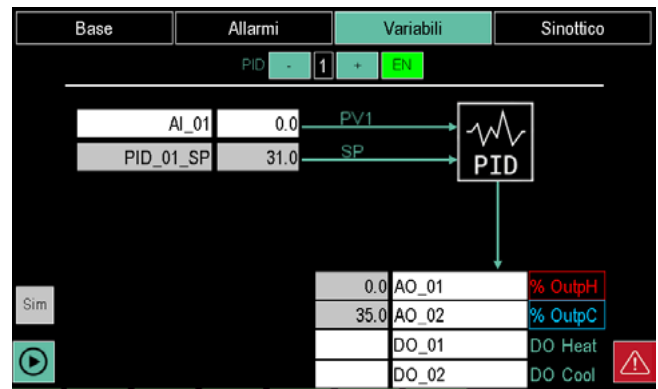 Base Allarmi Variabili Sinottico
PID - 1 + EN
AI_01 0.0 PV1
PID_01_SP 31.0 SP
PID
0.0 AO_01 % OutpH
Sim 35.0 AO_02 % OutpC
DO_01 DO Heat
DO_02 DO Cool